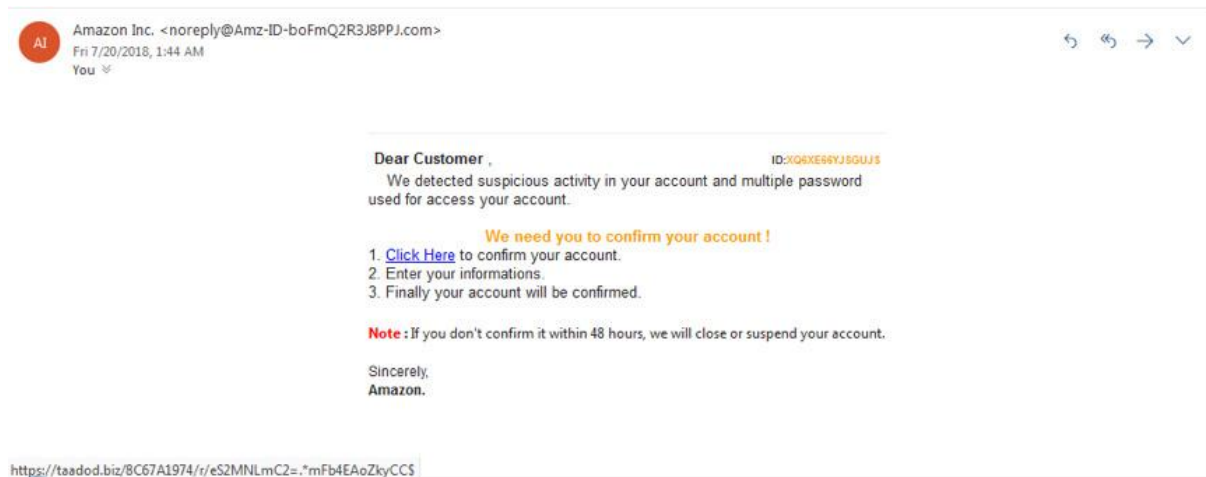 AI
Amazon Inc. <noreply@Amz-ID-boFmQ2R3J8PPJ.com>
Fri 7/20/2018, 1:44 AM
You
Dear Customer ,
ID:XQ6XE66YJSGUJS
We detected suspicious activity in your account and multiple password
used for access your account.
We need you to confirm your account !
1. Click Here to confirm your account.
2. Enter your informations.
3. Finally your account will be confirmed.
Note : If you don't confirm it within 48 hours, we will close or suspend your account.
Sincerely,
Amazon.
https://taadod.biz/8C67A1974/r/eS2MNLmC2=.*mFb4EAoZkyCC$